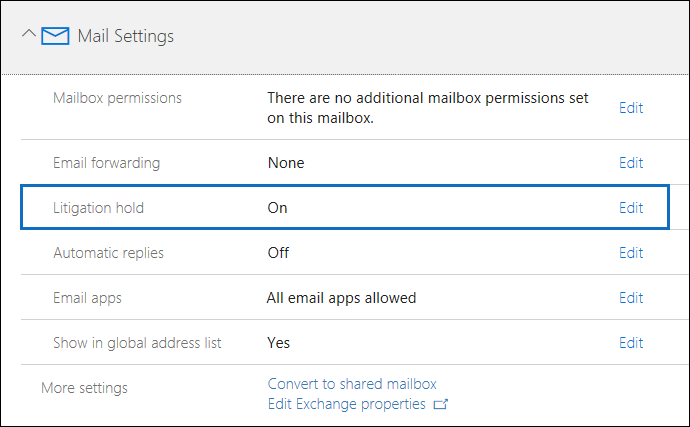 Mail Settings
Mailbox permissions There are no additional mailbox permissions set Edit
on this mailbox.
Email forwarding None Edit
Litigation hold On Edit
Automatic replies Off Edit
Email apps All email apps allowed Edit
Show in global address list Yes Edit
More settings Convert to shared mailbox
Edit Exchange properties